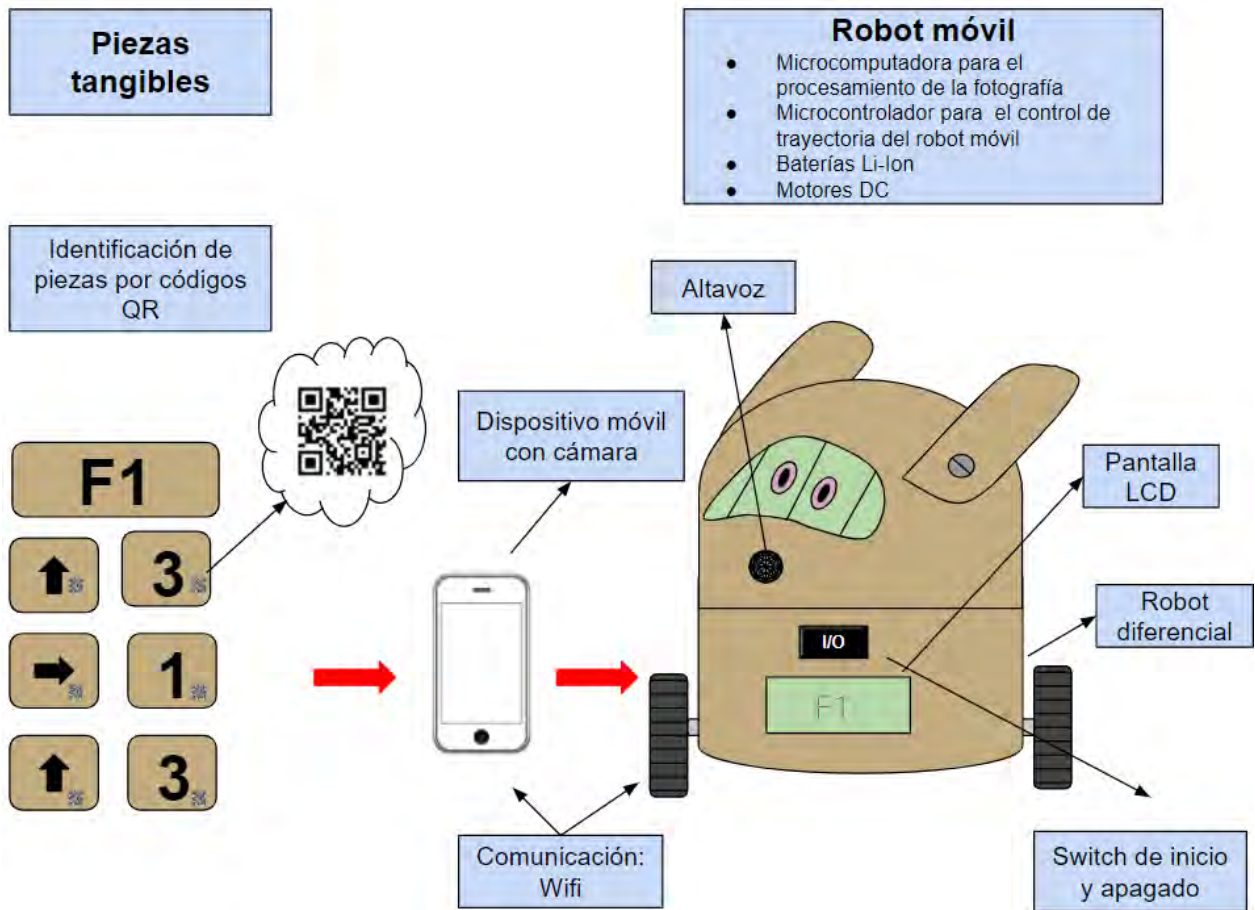 Piezas
tangibles
Robot móvil
● Microcomputadora para el
procesamiento de la fotografía
● Microcontrolador para el control de
trayectoria del robot móvil
● Baterías Li-Ion
● Motores DC
Identificación de
piezas por códigos
QR
Altavoz
Dispositivo móvil
con cámara
Pantalla
LCD
F1
3
1
3
I/O
F1
Robot
diferencial
Comunicación:
Wifi
Switch de inicio
y apagado